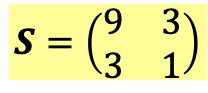 S = (9 3
3 1)